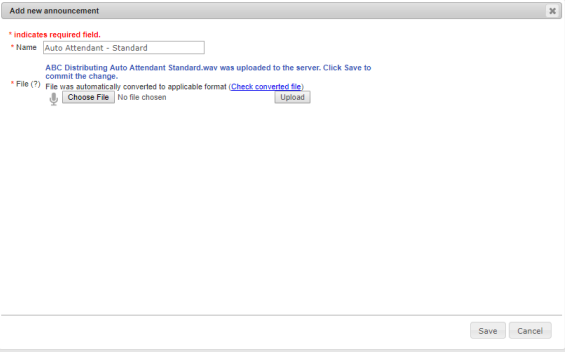 Add new announcement
* indicates required field.
* Name Auto Attendant - Standard
ABC Distributing Auto Attendant Standard.wav was uploaded to the server. Click Save to
commit the change.
* File (?) File was automatically converted to applicable format (Check converted file)
Choose File No file chosen Upload
Save Cancel